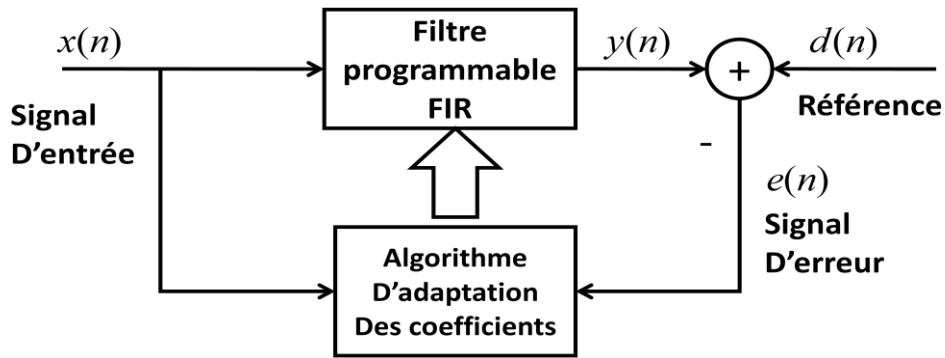 x(n)
Filtre
programmable
FIR
y(n)
+
d(n)
Signal
D'entrée
Référence
-
e(n)
Signal
D'erreur
Algorithme
D'adaptation
Des coefficients